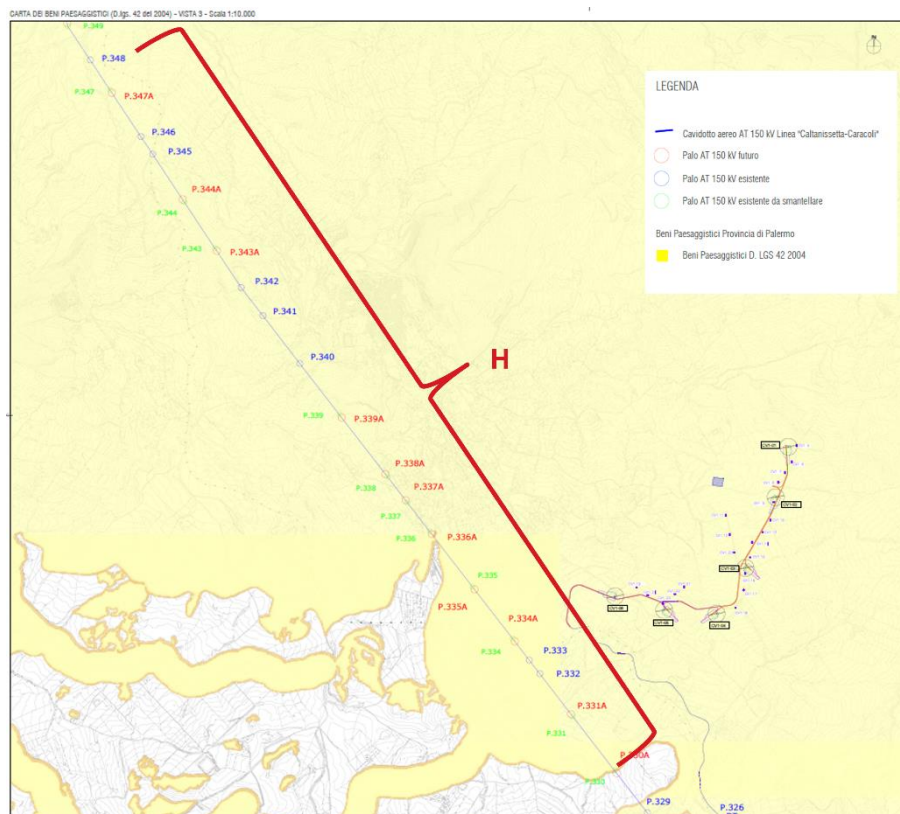 CARTA DEI BENI PAESAGGISTICI (D.lgs. 42 del 2004) - VISTA 3 - Scala 1:10.000
P.349
P.348
N
P.347
P.347A
LEGENDA
P.346
Cavidotto aereo AT 150 kV Linea "Caltanissetta-Caracoli"
P.345
Palo AT 150 kV futuro
Palo AT 150 kV esistente
P.344A
Palo AT 150 kV esistente da smantellare
P.344
Beni Paesaggistici Provincia di Palermo
P.343
P.343A
Beni Paesaggistici D. LGS 42 2004
P.342
P.341
H
P.340
P.339
P.339A
P.338A
P.338
P.337A
P.337
P.336
P.336A
P.335
P.335A
P.334A
P.334
P.333
P.332
P.331A
P.331
P.330A
P.330
P.329
P.326